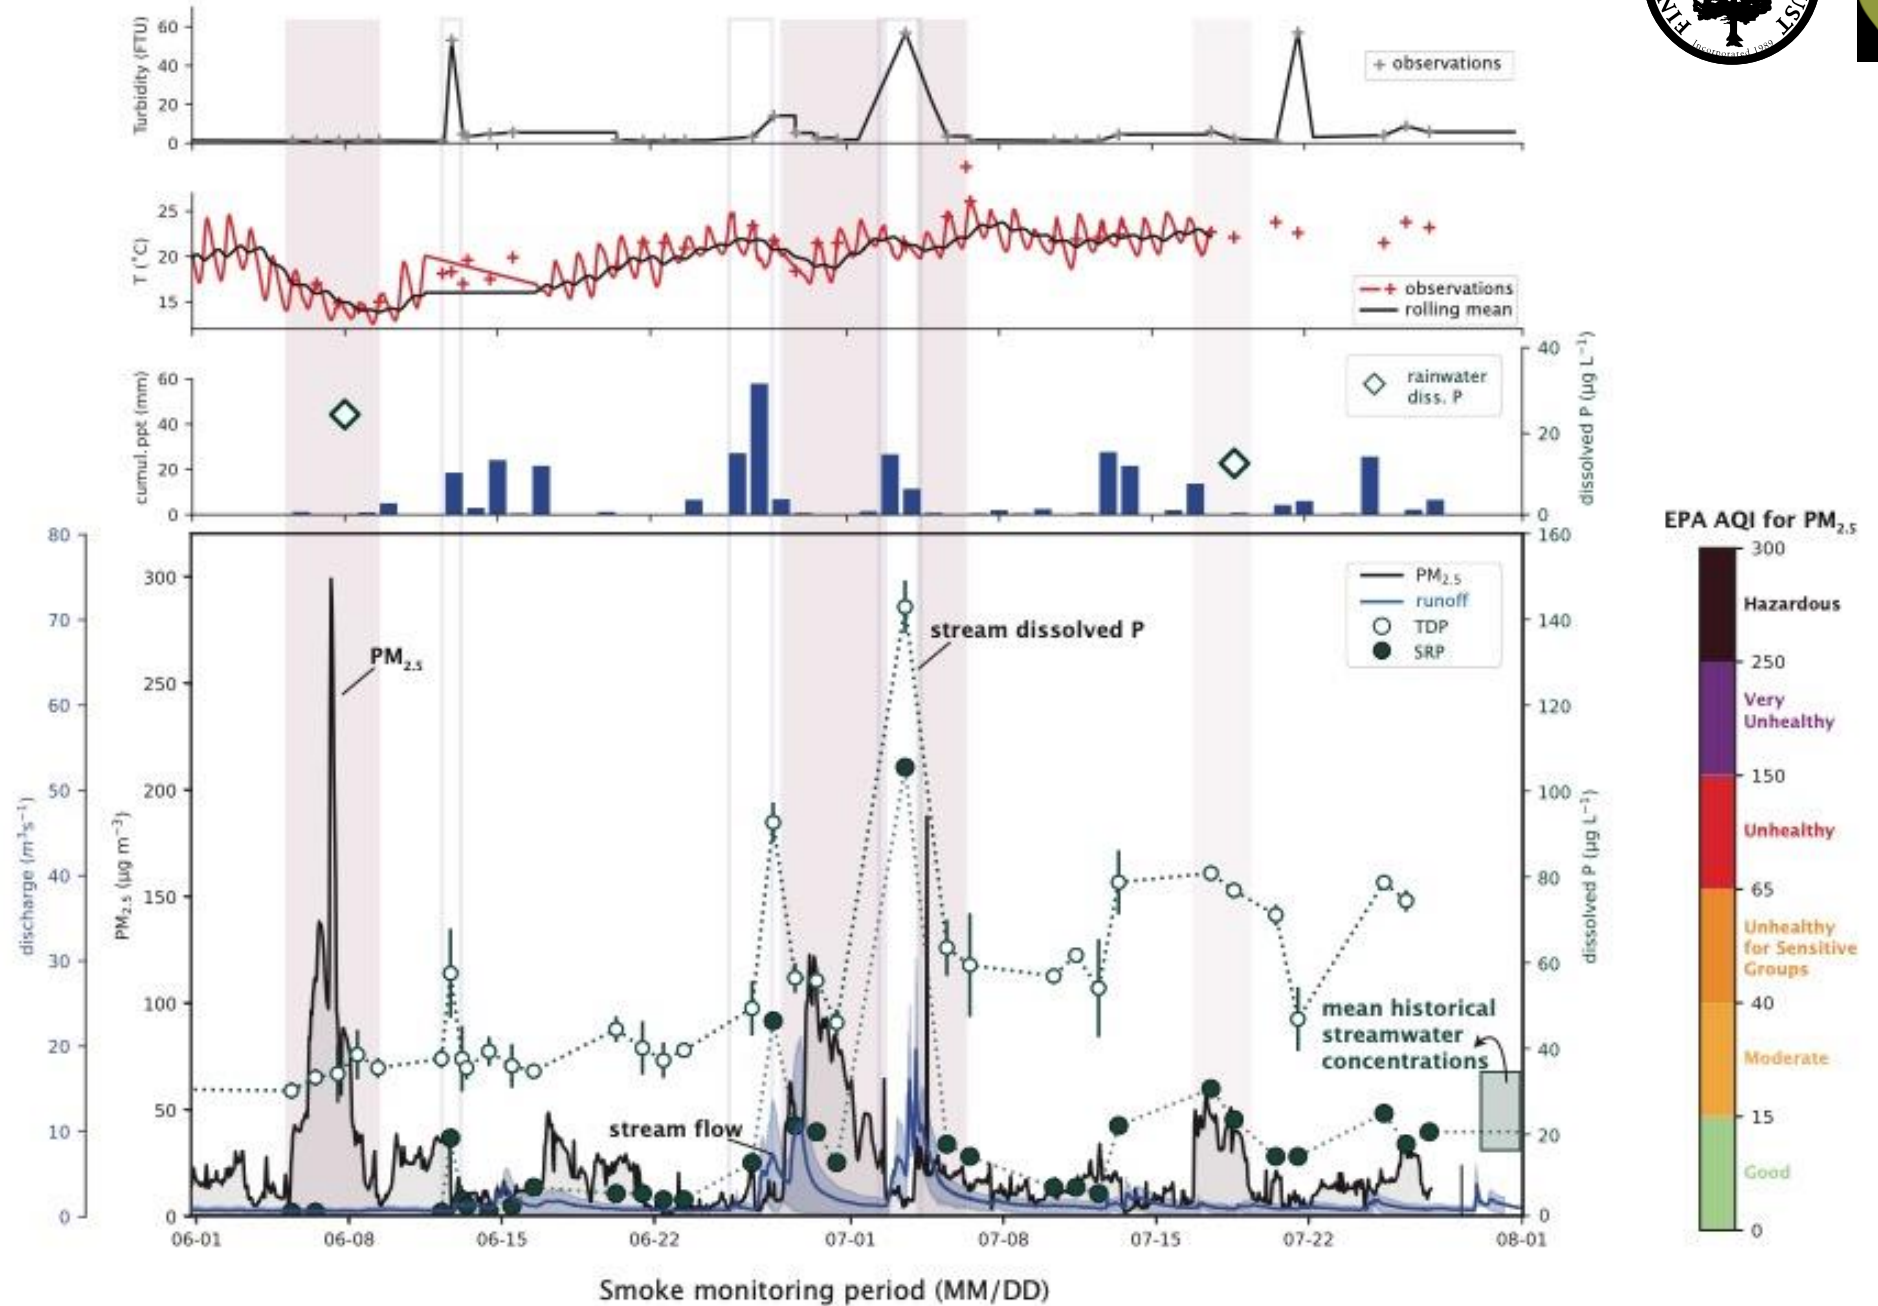 FIN
UST
Incorporated 1989
Turbidity (FTU)
60
40
20
0
+ observations
T (°C)
25
20
15
observations
rolling mean
cumul.ppt (mm)
60
40
20
0
rainwater
diss. P
40
20
0
dissolved P (µg L⁻¹)
discharge (m³s⁻¹)
80
70
60
50
40
30
20
10
0
PM₂.₅ (µg m⁻³)
300
250
200
150
100
50
0
PM₂.₅
stream dissolved P
stream flow
mean historical
streamwater
concentrations
PM₂.₅
runoff
TDP
SRP
160
140
120
100
80
60
40
20
0
dissolved P (µg L⁻¹)
06-01 06-08 06-15 06-22 07-01 07-08 07-15 07-22 08-01
Smoke monitoring period (MM/DD)
EPA AQI for PM₂.₅
300
Hazardous
250
Very
Unhealthy
150
Unhealthy
65
Unhealthy
for Sensitive
Groups
40
Moderate
15
Good
0